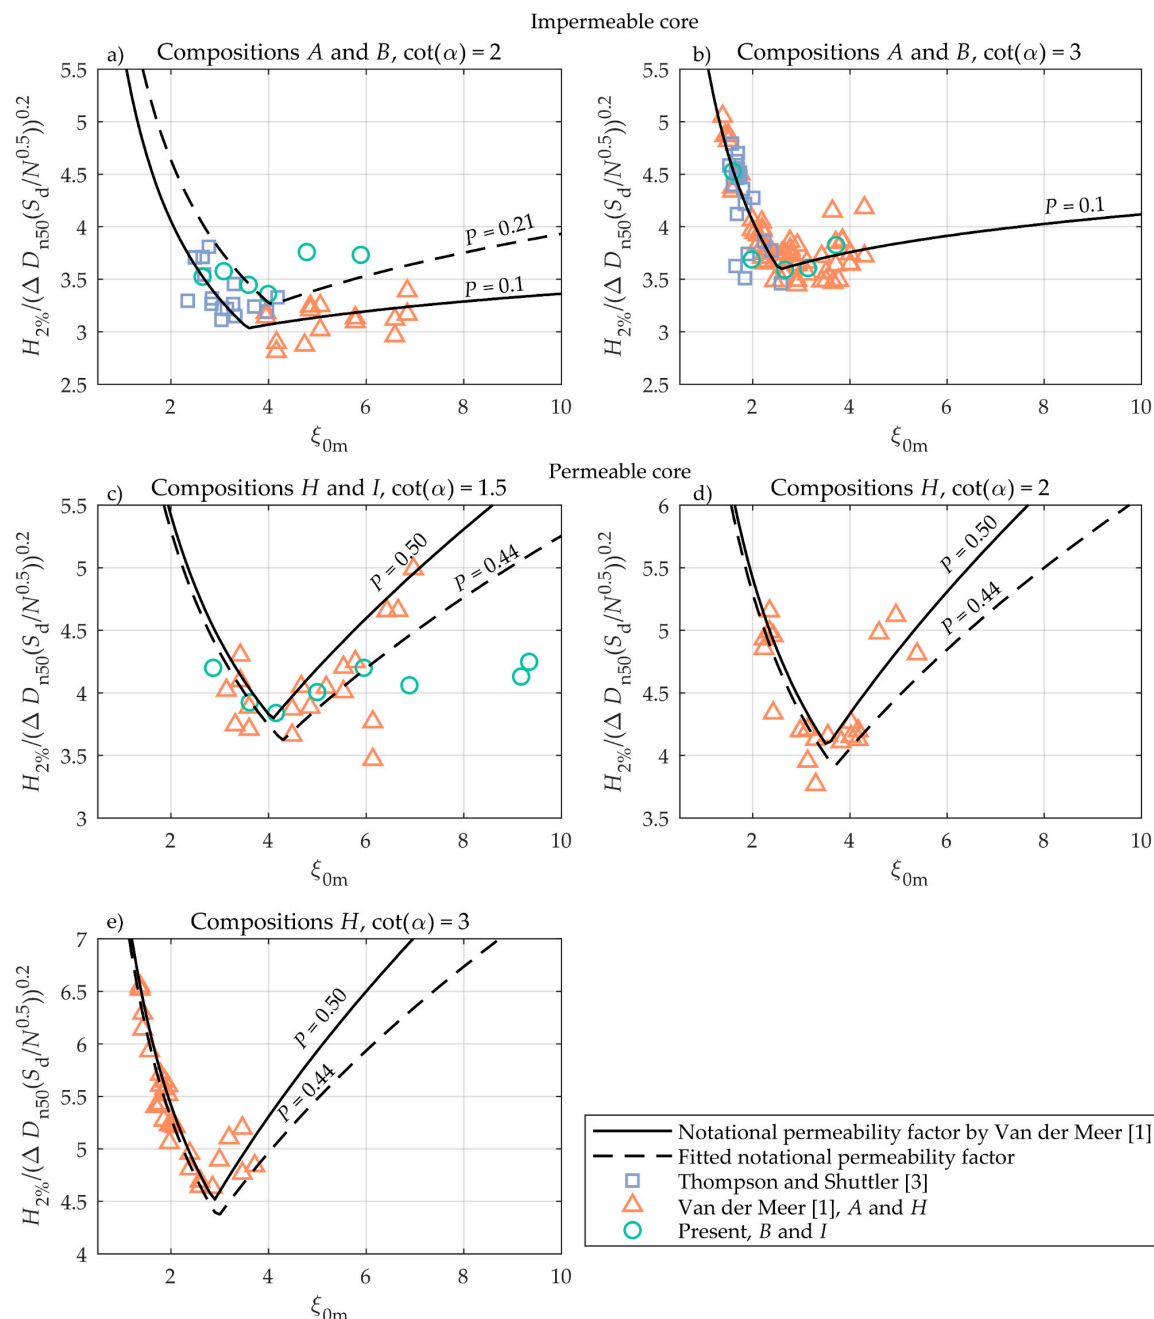 Impermeable core
a) Compositions A and B, cot(α) = 2
H2%/(Δ Dn50(Sd/N^0.5))^0.2
5.5
5
4.5
4
3.5
3
2.5
P = 0.21
P = 0.1
2 4 6 8 10
ξ0m
b) Compositions A and B, cot(α) = 3
H2%/(Δ Dn50(Sd/N^0.5))^0.2
5.5
5
4.5
4
3.5
3
2.5
P = 0.1
2 4 6 8 10
ξ0m
Permeable core
c) Compositions H and I, cot(α) = 1.5
H2%/(Δ Dn50(Sd/N^0.5))^0.2
5.5
5
4.5
4
3.5
3
P = 0.50
P = 0.44
2 4 6 8 10
ξ0m
d) Compositions H, cot(α) = 2
H2%/(Δ Dn50(Sd/N^0.5))^0.2
6
5.5
5
4.5
4
3.5
P = 0.50
P = 0.44
2 4 6 8 10
ξ0m
e) Compositions H, cot(α) = 3
H2%/(Δ Dn50(Sd/N^0.5))^0.2
7
6.5
6
5.5
5
4.5
4
P = 0.50
P = 0.44
2 4 6 8 10
ξ0m
Notational permeability factor by Van der Meer [1]
Fitted notational permeability factor
Thompson and Shuttler [3]
Van der Meer [1], A and H
Present, B and I